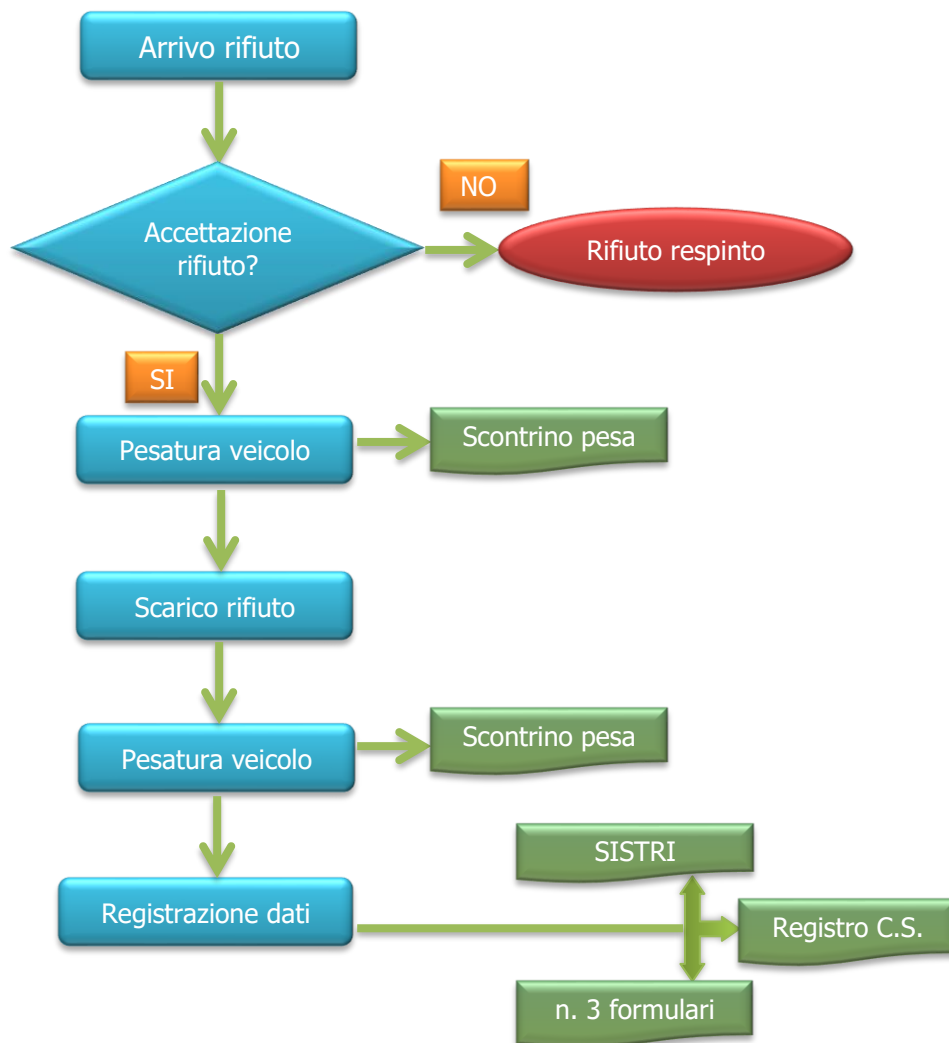 Arrivo rifiuto
NO
Accettazione
rifiuto?
Rifiuto respinto
SI
Pesatura veicolo
Scontrino pesa
Scarico rifiuto
Pesatura veicolo
Scontrino pesa
SISTRI
Registrazione dati
Registro C.S.
n. 3 formulari